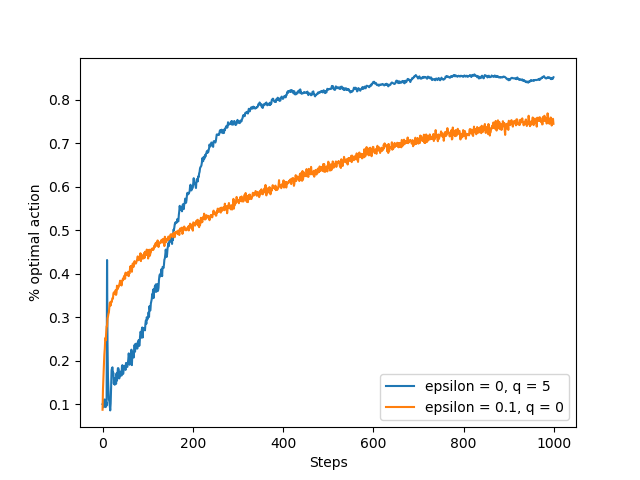 0.8
0.7
0.6
0.5
0.4
0.3
0.2
0.1
% optimal action
epsilon = 0, q = 5
epsilon = 0.1, q = 0
0 200 400 600 800 1000
Steps